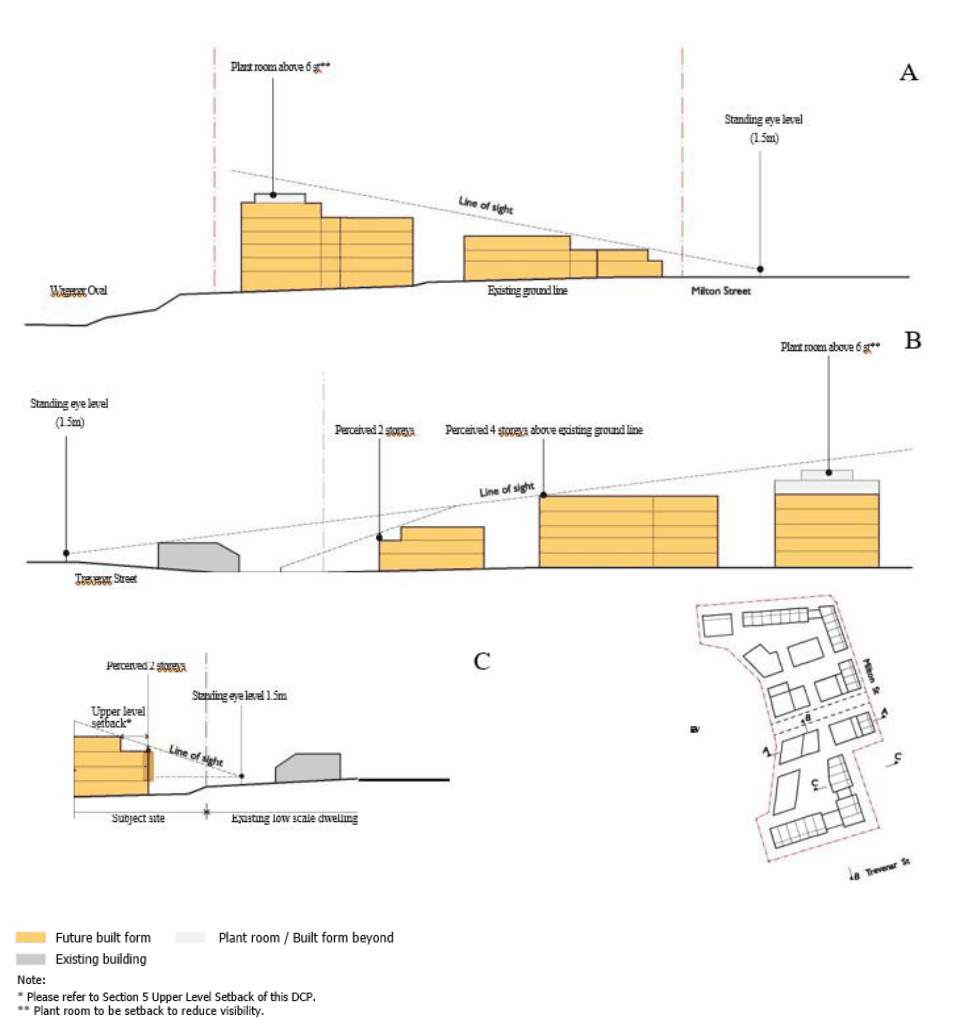 A
Plant room above 6 st**
Standing eye level
(1.5m)
Line of sight
Wagener Oval
Existing ground line
Milton Street
B
Plant room above 6 st**
Standing eye level
(1.5m)
Perceived 2 storeys
Perceived 4 storeys above existing ground line
Line of sight
Trevenar Street
C
Perceived 2 storeys
Standing eye level 1.5m
Upper level
setback*
Line of sight
Subject site
Existing low scale dwelling
Milton St
A
B
A
C
C
B Trevenar St
Future built form
Plant room / Built form beyond
Existing building
Note:
* Please refer to Section 5 Upper Level Setback of this DCP.
** Plant room to be setback to reduce visibility.